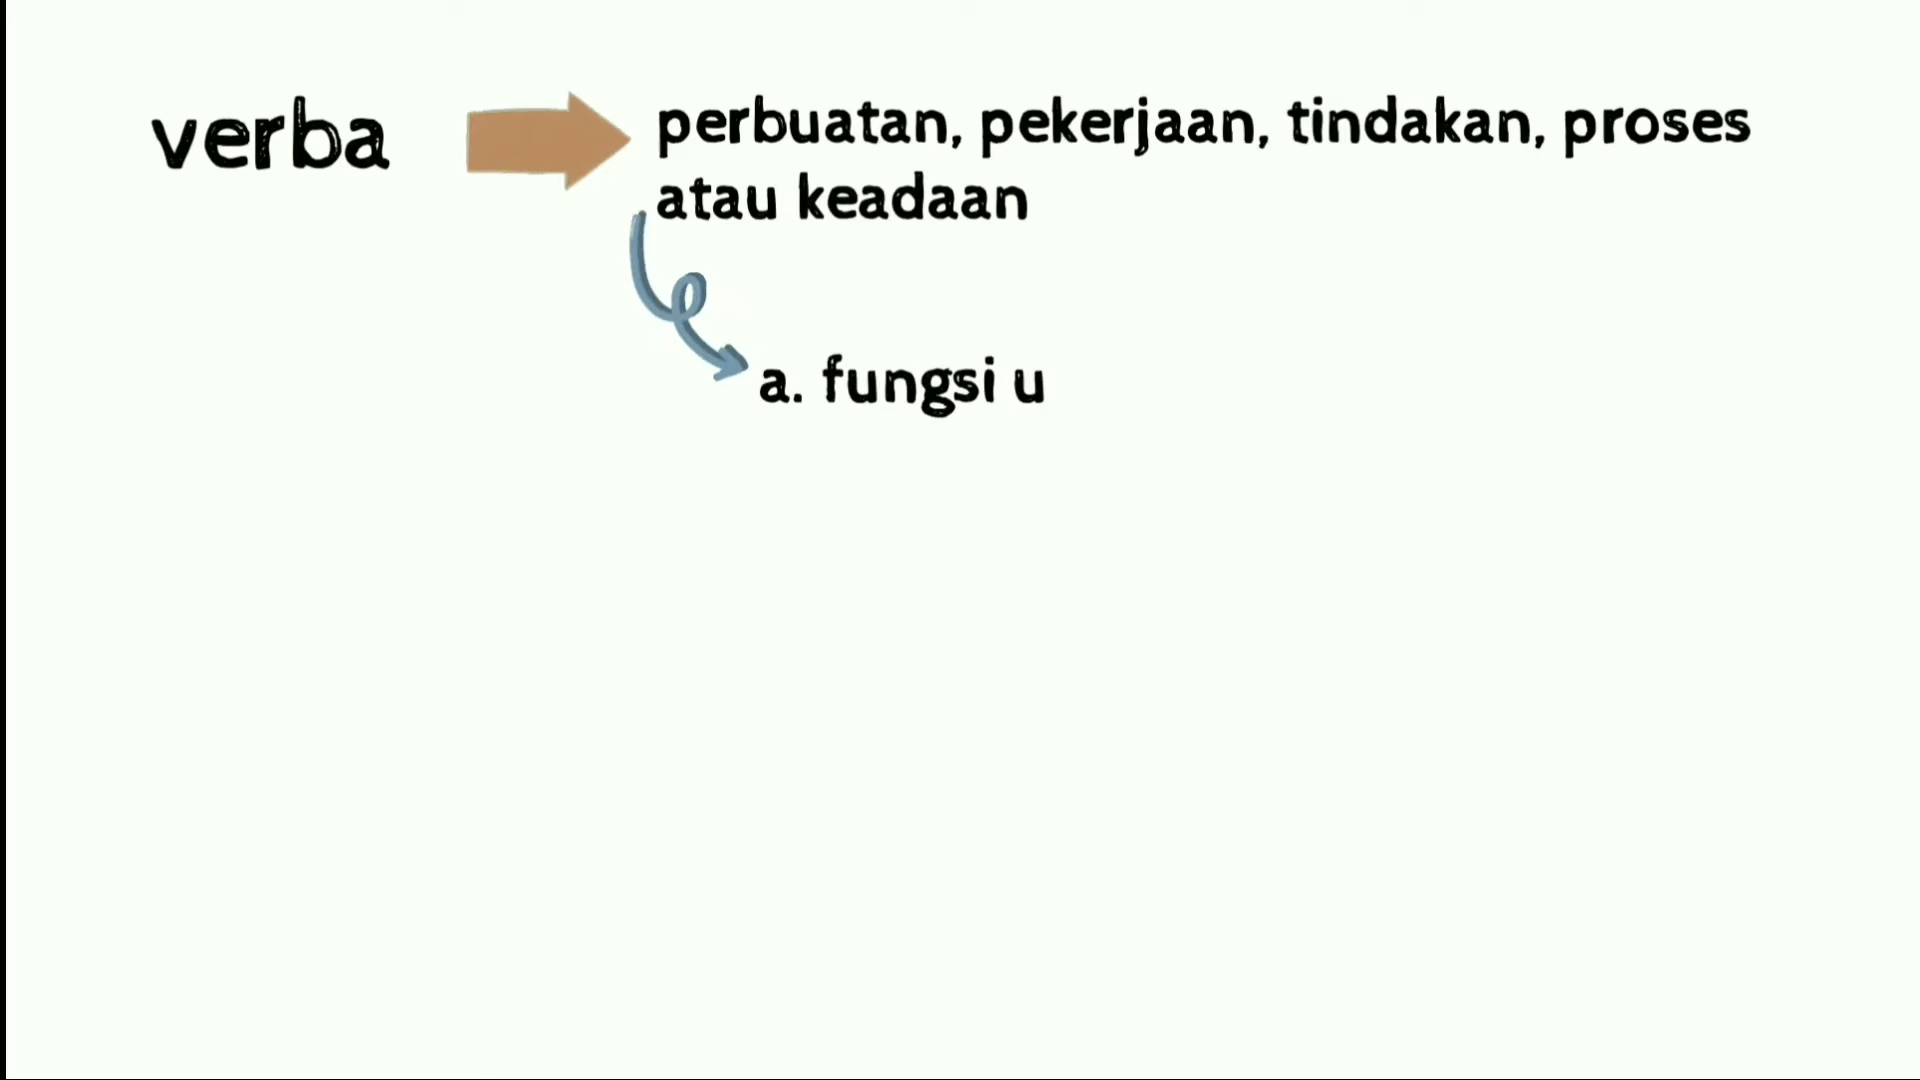 verba
perbuatan, pekerjaan, tindakan, proses
atau keadaan
a. fungsi u